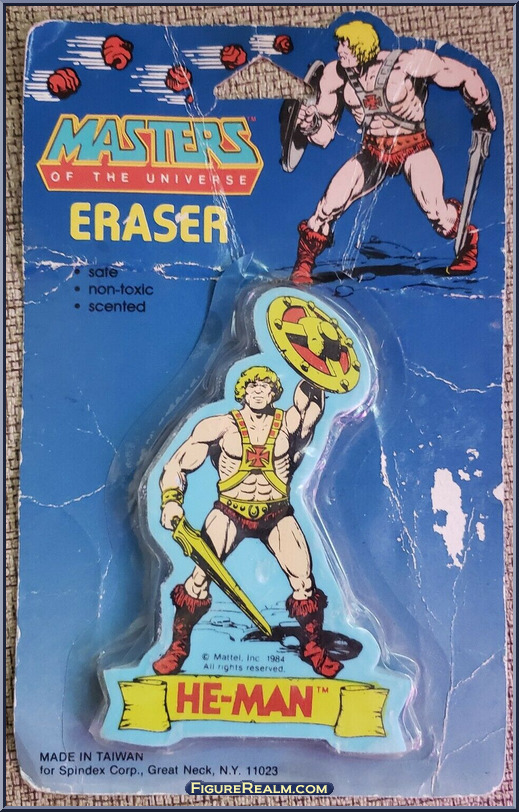 MASTERS™
OF THE UNIVERSE
ERASER
• safe
• non-toxic
• scented
© Mattel, Inc. 1984
All rights reserved.
HE-MAN™
MADE IN TAIWAN
for Spindex Corp., Great Neck, N.Y. 11023
FIGUREREALM.COM